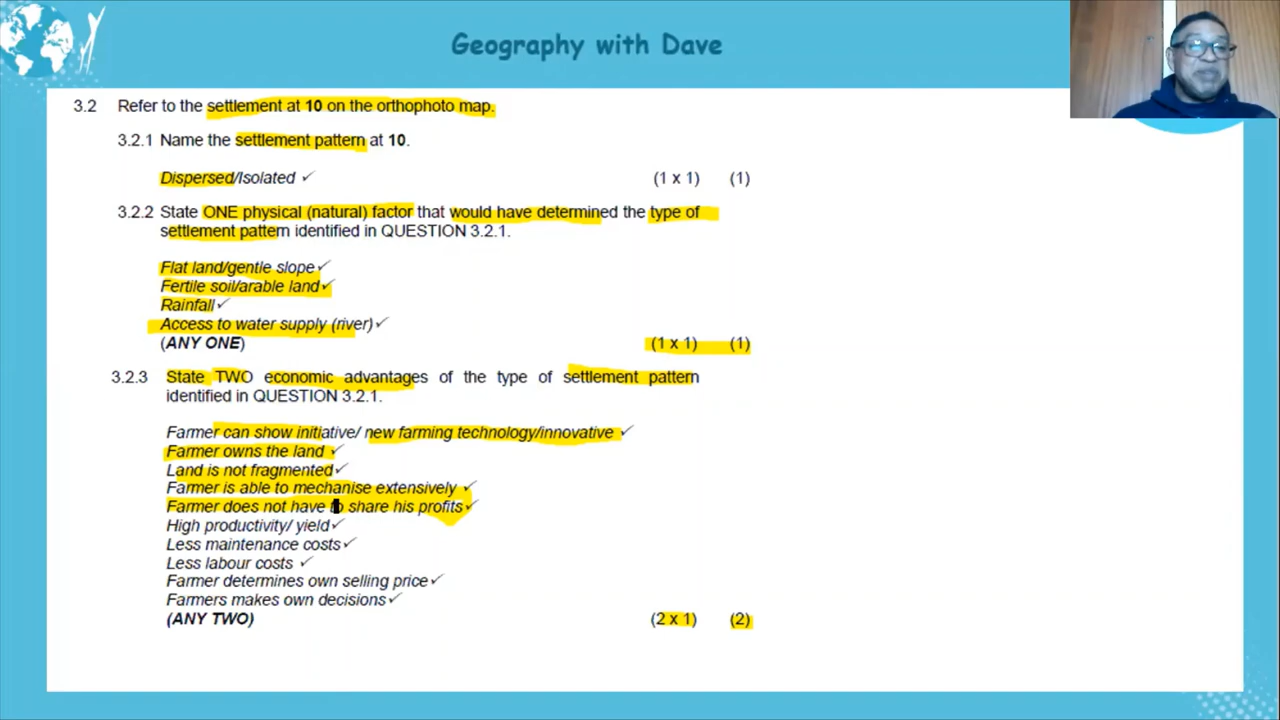 Geography with Dave
3.2 Refer to the settlement at 10 on the orthophoto map.
3.2.1 Name the settlement pattern at 10.
Dispersed/Isolated ✓ (1 x 1) (1)
3.2.2 State ONE physical (natural) factor that would have determined the type of
settlement pattern identified in QUESTION 3.2.1.
Flat land/gentle slope✓
Fertile soil/arable land✓
Rainfall✓
Access to water supply (river)✓
(ANY ONE) (1 x 1) (1)
3.2.3 State TWO economic advantages of the type of settlement pattern
identified in QUESTION 3.2.1.
Farmer can show initiative/ new farming technology/innovative ✓
Farmer owns the land ✓
Land is not fragmented✓
Farmer is able to mechanise extensively ✓
Farmer does not have to share his profits✓
High productivity/ yield✓
Less maintenance costs✓
Less labour costs ✓
Farmer determines own selling price✓
Farmers makes own decisions✓
(ANY TWO) (2 x 1) (2)